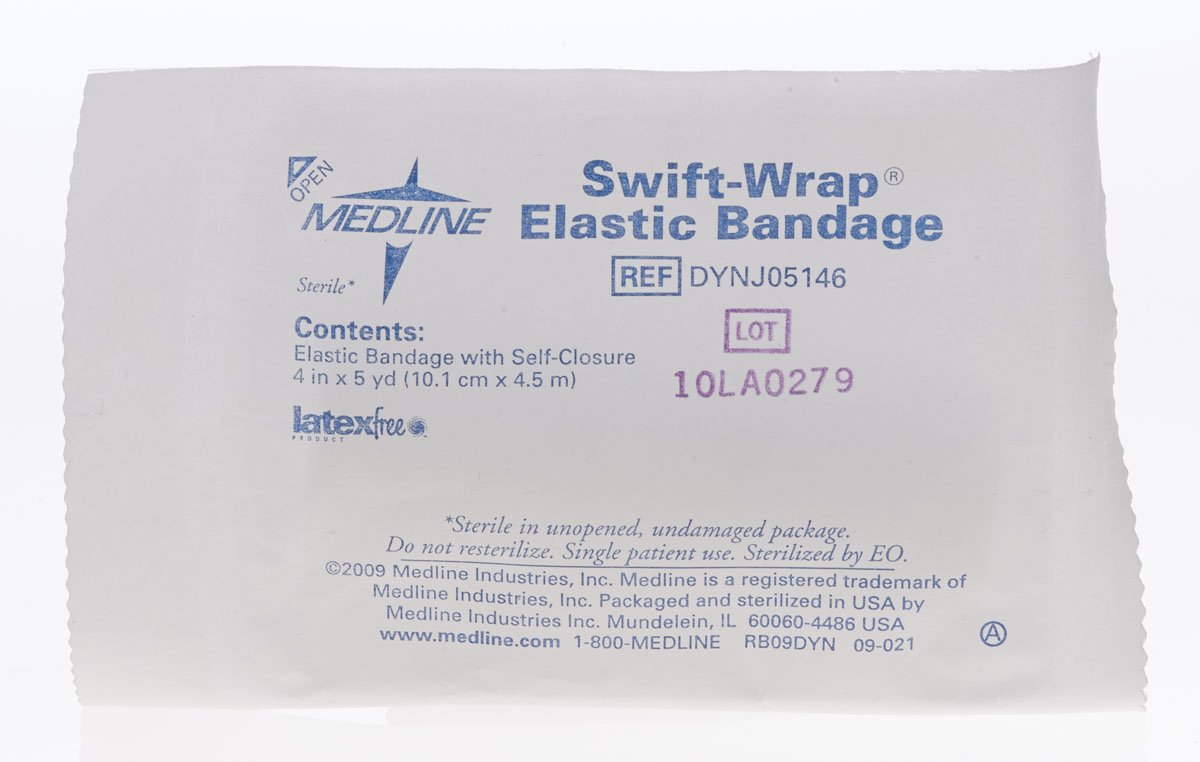 OPEN
MEDLINE
Sterile*
Swift-Wrap®
Elastic Bandage
REF DYNJ05146
LOT
10LA0279
Contents:
Elastic Bandage with Self-Closure
4 in x 5 yd (10.1 cm x 4.5 m)
latexfree
PRODUCT
*Sterile in unopened, undamaged package.
Do not resterilize. Single patient use. Sterilized by EO.
©2009 Medline Industries, Inc. Medline is a registered trademark of
Medline Industries, Inc. Packaged and sterilized in USA by
Medline Industries Inc. Mundelein, IL 60060-4486 USA
www.medline.com 1-800-MEDLINE RB09DYN 09-021
A